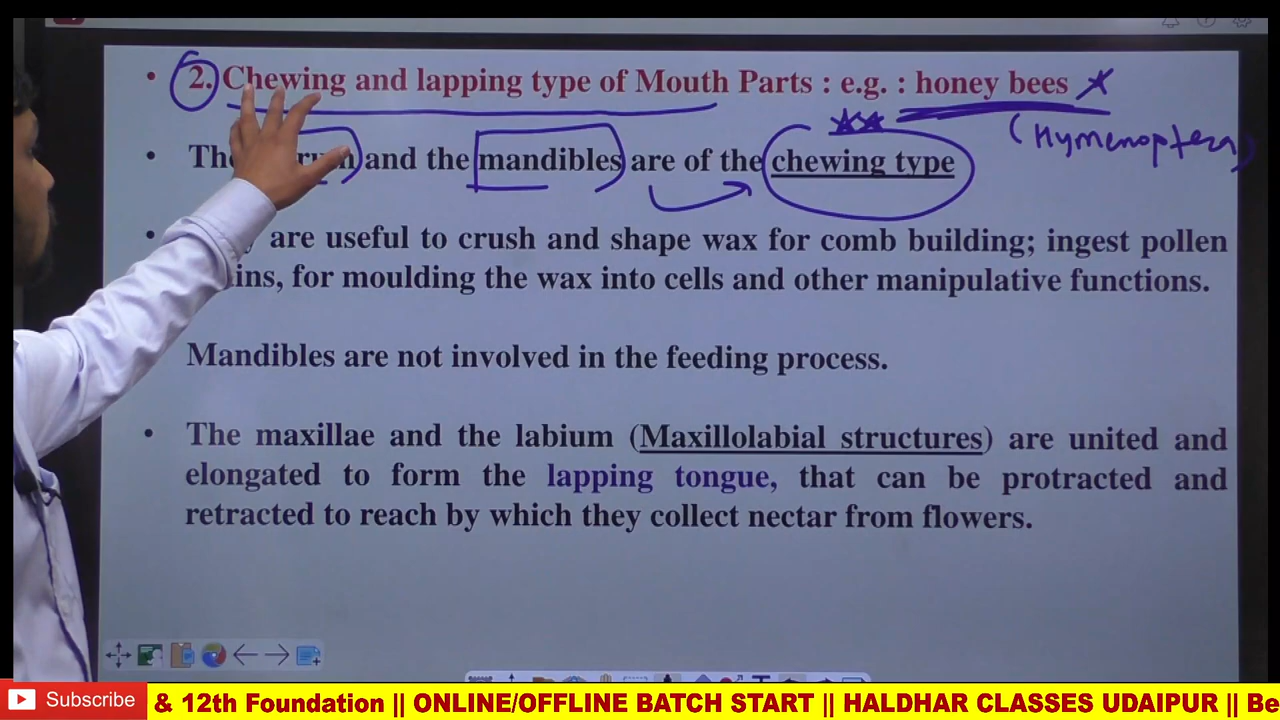 • 2. Chewing and lapping type of Mouth Parts : e.g. : honey bees
(Hymenoptera)
• and the mandibles are of the chewing type
• are useful to crush and shape wax for comb building; ingest pollen
for moulding the wax into cells and other manipulative functions.
Mandibles are not involved in the feeding process.
• The maxillae and the labium (Maxillolabial structures) are united and
elongated to form the lapping tongue, that can be protracted and
retracted to reach by which they collect nectar from flowers.
Subscribe & 12th Foundation || ONLINE/OFFLINE BATCH START || HALDHAR CLASSES UDAIPUR || Be